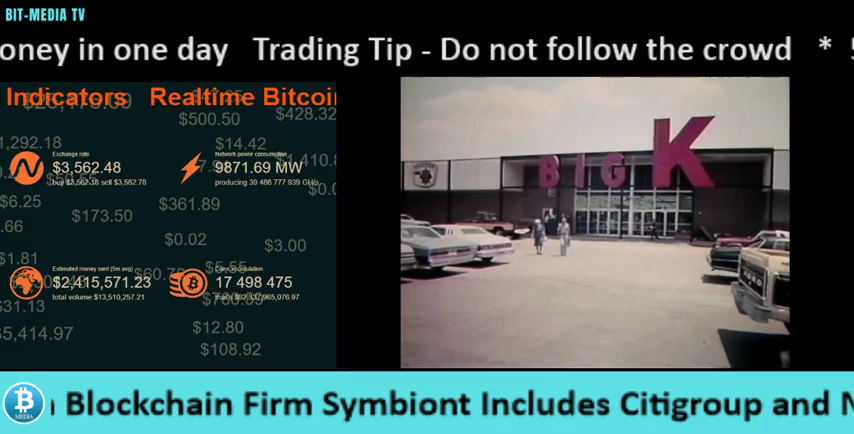 BIT-MEDIA TV
oney in one day Trading Tip - Do not follow the crowd *
Indicators Realtime Bitcoi
$500.50
$428.32
1,292.18
$14.42
Exchange rate
$3,562.48
buy $3,562.18 sell $3,562.78
Network power consumption
9871.69 MW
producing 39 486 777 939 GH/s
$6.25
$361.89
.66
$173.50
$0.02
$3.00
$1.81
Estimated money sent (5m avg)
$2,415,571.23
total volume $13,510,257.21
Coins in circulation
17 498 475
$31.13
$12.80
$5,414.97
$108.92
BIG K
FORD
B
MEDIA
Blockchain Firm Symbiont Includes Citigroup and